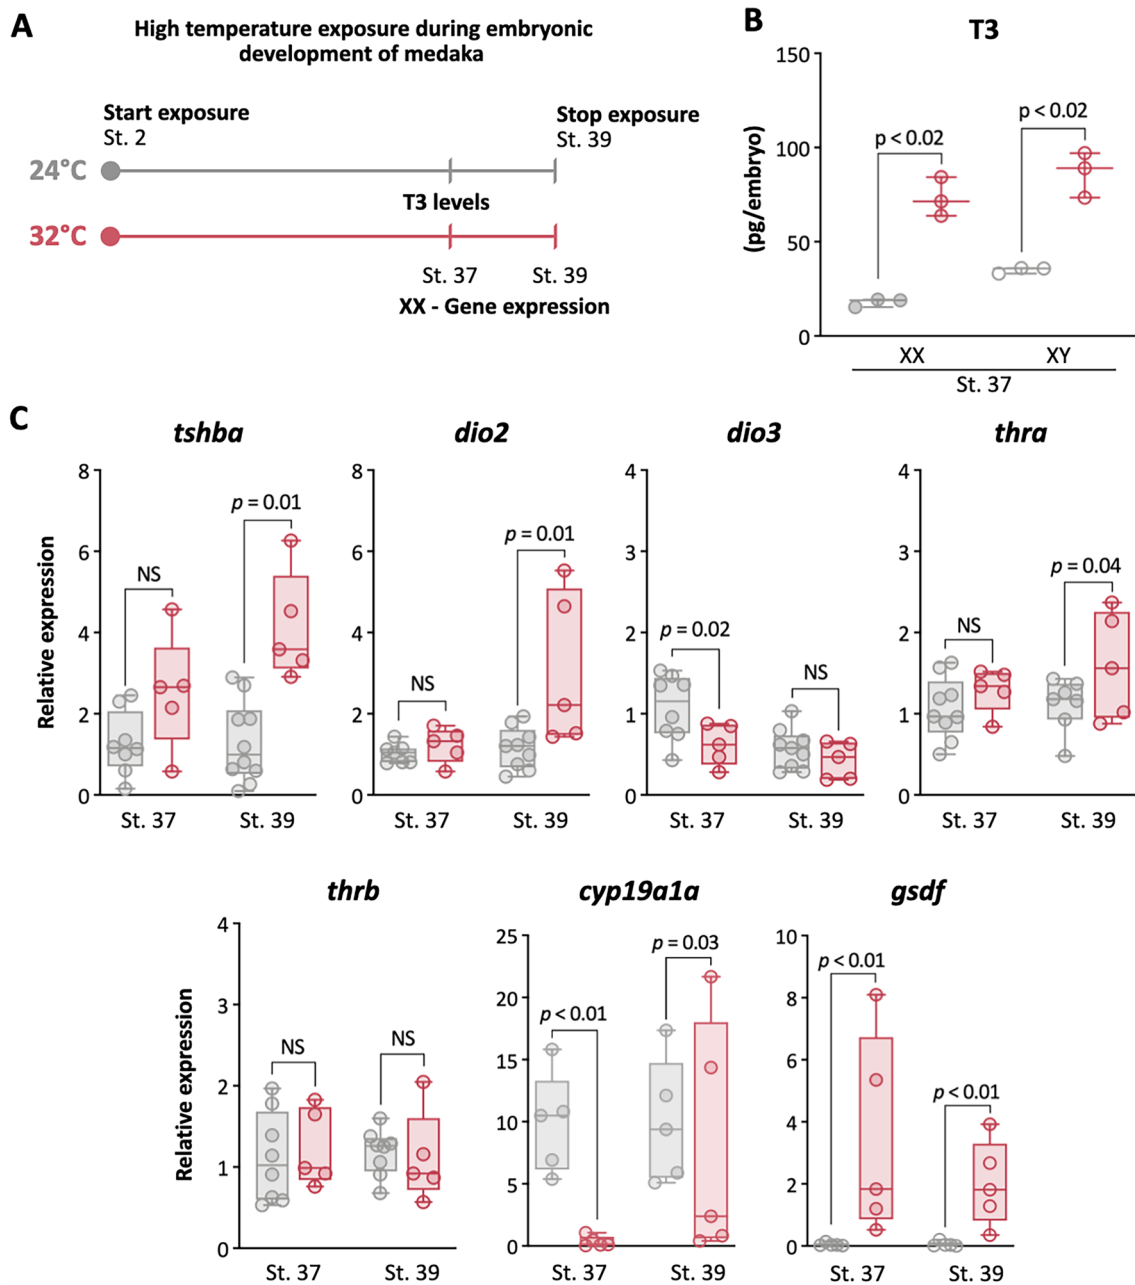 A
High temperature exposure during embryonic
development of medaka
Start exposure
St. 2
Stop exposure
St. 39
24°C
T3 levels
32°C
St. 37 St. 39
XX - Gene expression
B
T3
(pg/embryo)
150
100
50
0
p < 0.02
p < 0.02
XX XY
St. 37
C
tshba
Relative expression
8
6
4
2
0
NS
p = 0.01
St. 37 St. 39
dio2
8
6
4
2
0
NS
p = 0.01
St. 37 St. 39
dio3
4
3
2
1
0
p = 0.02
NS
St. 37 St. 39
thra
4
3
2
1
0
NS
p = 0.04
St. 37 St. 39
thrb
Relative expression
4
3
2
1
0
NS
NS
St. 37 St. 39
cyp19a1a
25
20
15
10
5
0
p < 0.01
p = 0.03
St. 37 St. 39
gsdf
10
8
6
4
2
0
p < 0.01
p < 0.01
St. 37 St. 39